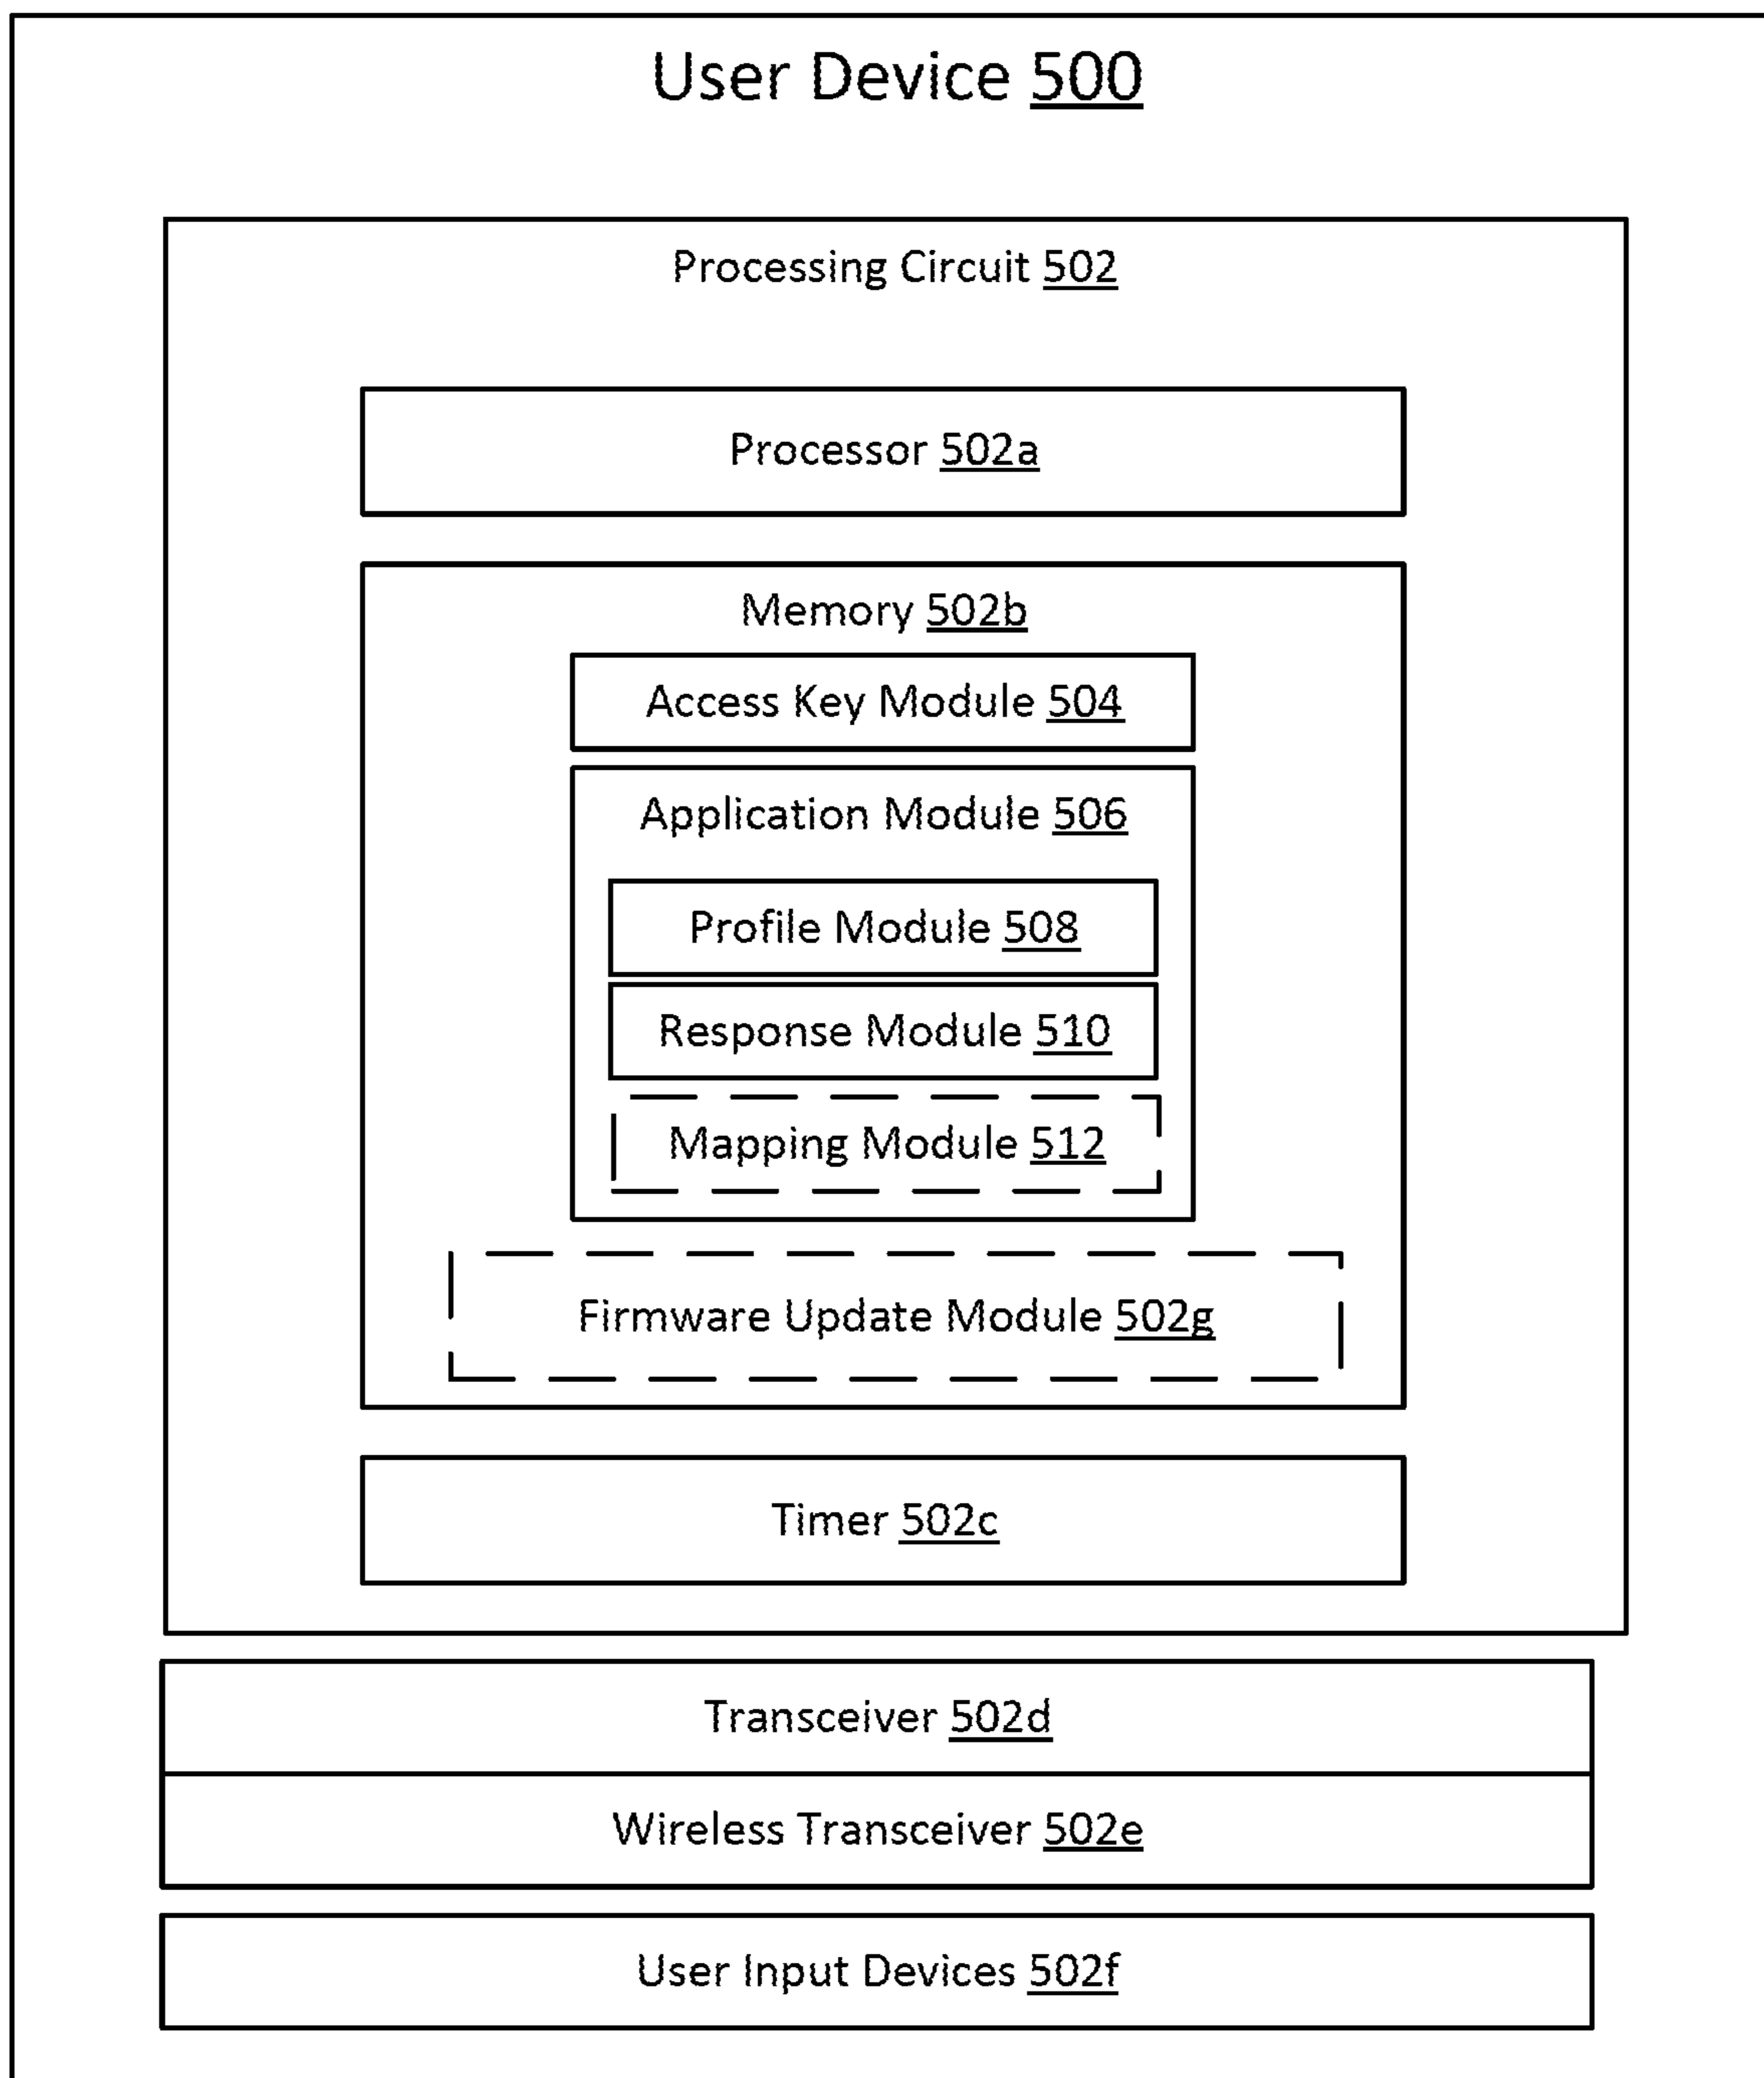 User Device 500
Processing Circuit 502
Processor 502a
Memory 502b
Access Key Module 504
Application Module 506
Profile Module 508
Response Module 510
Mapping Module 512
Firmware Update Module 502g
Timer 502c
Transceiver 502d
Wireless Transceiver 502e
User Input Devices 502f